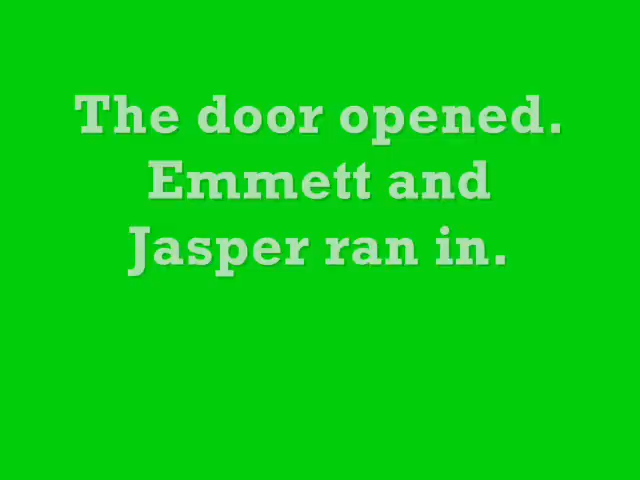 The door opened.
Emmett and
Jasper ran in.